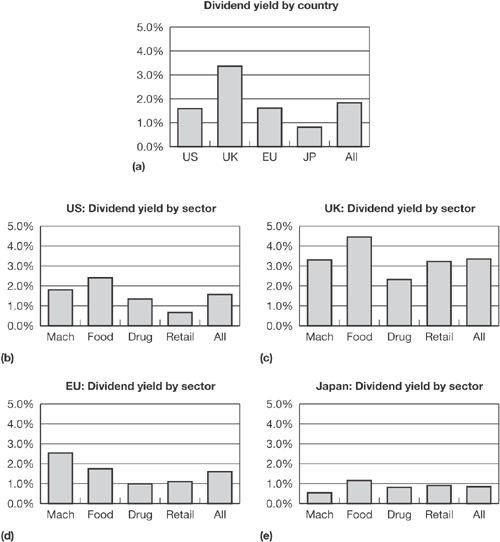 Dividend yield by country
5.0%
4.0%
3.0%
2.0%
1.0%
0.0%
US UK EU JP All
(a)
US: Dividend yield by sector
5.0%
4.0%
3.0%
2.0%
1.0%
0.0%
Mach Food Drug Retail All
(b)
UK: Dividend yield by sector
5.0%
4.0%
3.0%
2.0%
1.0%
0.0%
Mach Food Drug Retail All
(c)
EU: Dividend yield by sector
5.0%
4.0%
3.0%
2.0%
1.0%
0.0%
Mach Food Drug Retail All
(d)
Japan: Dividend yield by sector
5.0%
4.0%
3.0%
2.0%
1.0%
0.0%
Mach Food Drug Retail All
(e)